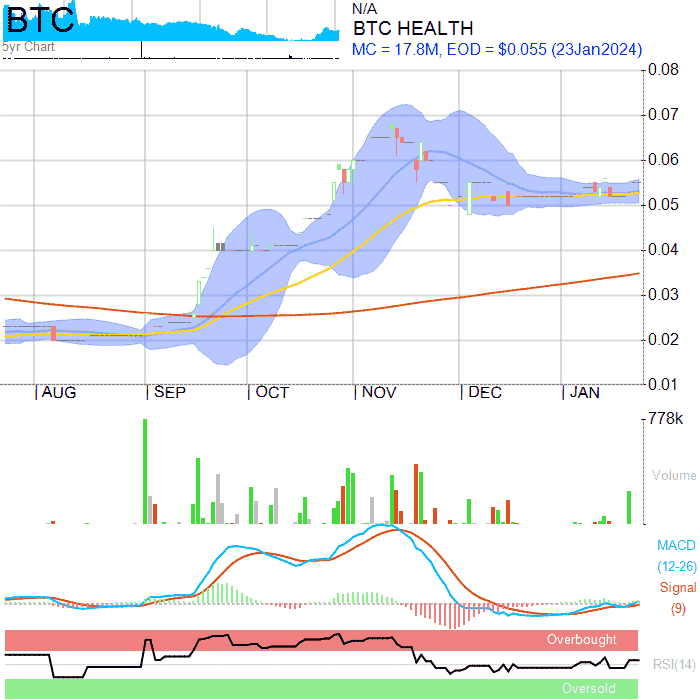 BTC
5yr Chart
N/A
BTC HEALTH
MC = 17.8M, EOD = $0.055 (23Jan2024)
0.08
0.07
0.06
0.05
0.04
0.03
0.02
0.01
AUG SEP OCT NOV DEC JAN
778k
Volume
MACD
(12-26)
Signal
(9)
Overbought
RSI(14)
Oversold